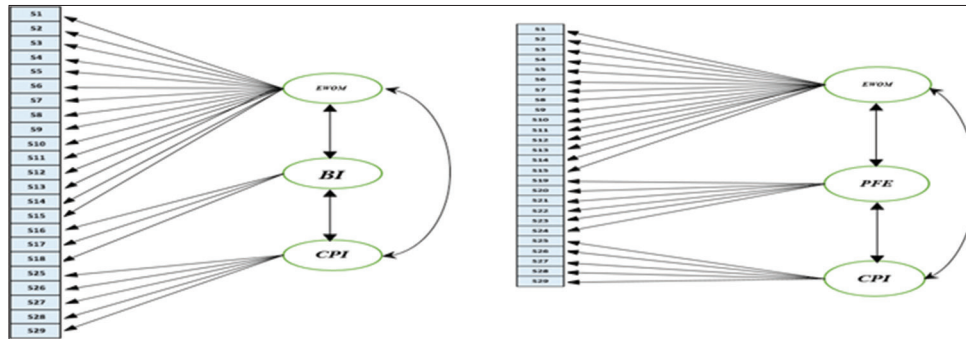 S1
S2
S3
S4
S5
S6
S7
S8
S9
S10
S11
S12
S13
S14
S15
S16
S17
S18
S25
S26
S27
S28
S29
EWOM
BI
CPI
S1
S2
S3
S4
S5
S6
S7
S8
S9
S10
S11
S12
S13
S14
S15
S19
S20
S21
S22
S23
S24
S25
S26
S27
S28
S29
EWOM
PFE
CPI